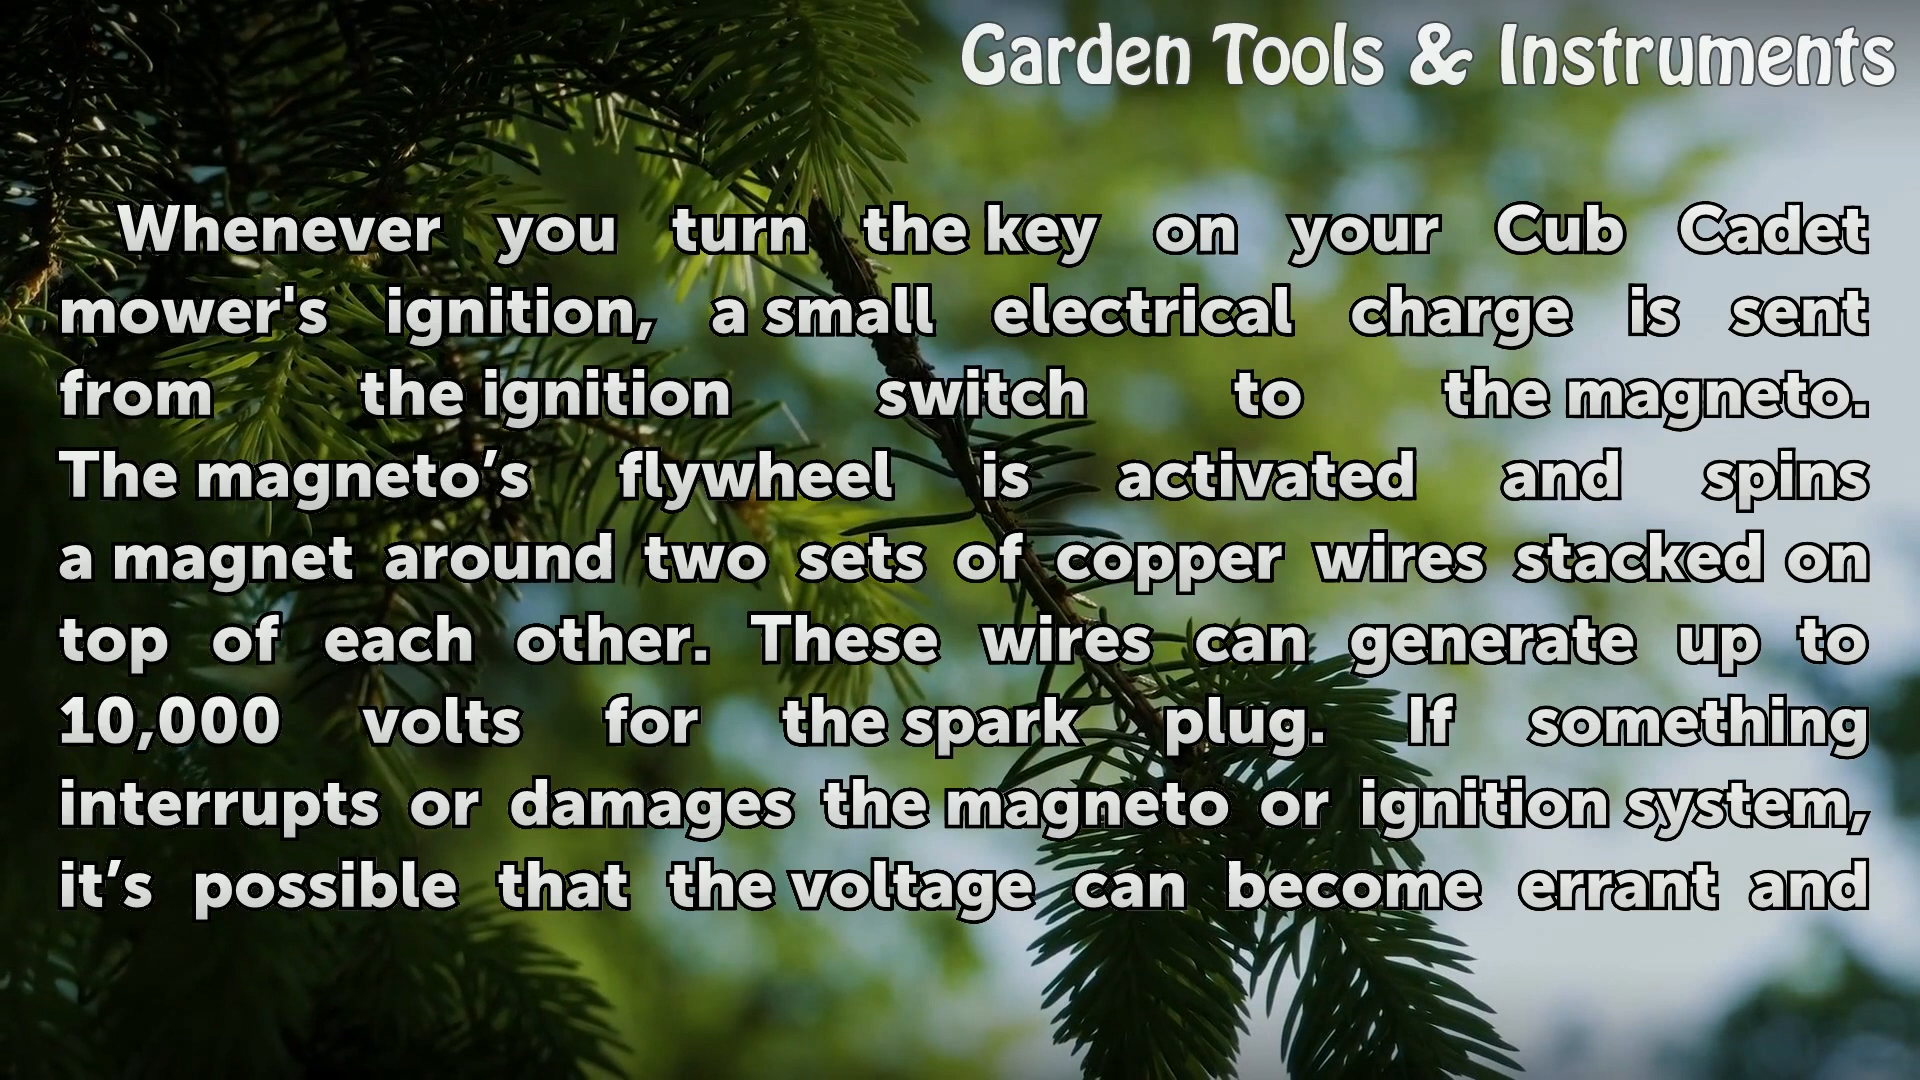 Garden Tools & Instruments
Whenever you turn the key on your Cub Cadet
mower's ignition, a small electrical charge is sent
from the ignition switch to the magneto.
The magneto’s flywheel is activated and spins
a magnet around two sets of copper wires stacked on
top of each other. These wires can generate up to
10,000 volts for the spark plug. If something
interrupts or damages the magneto or ignition system,
it’s possible that the voltage can become errant and